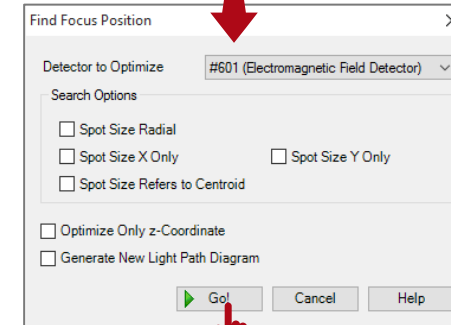 Find Focus Position
Detector to Optimize #601 (Electromagnetic Field Detector)
Search Options
Spot Size Radial
Spot Size X Only Spot Size Y Only
Spot Size Refers to Centroid
Optimize Only z-Coordinate
Generate New Light Path Diagram
Go! Cancel Help